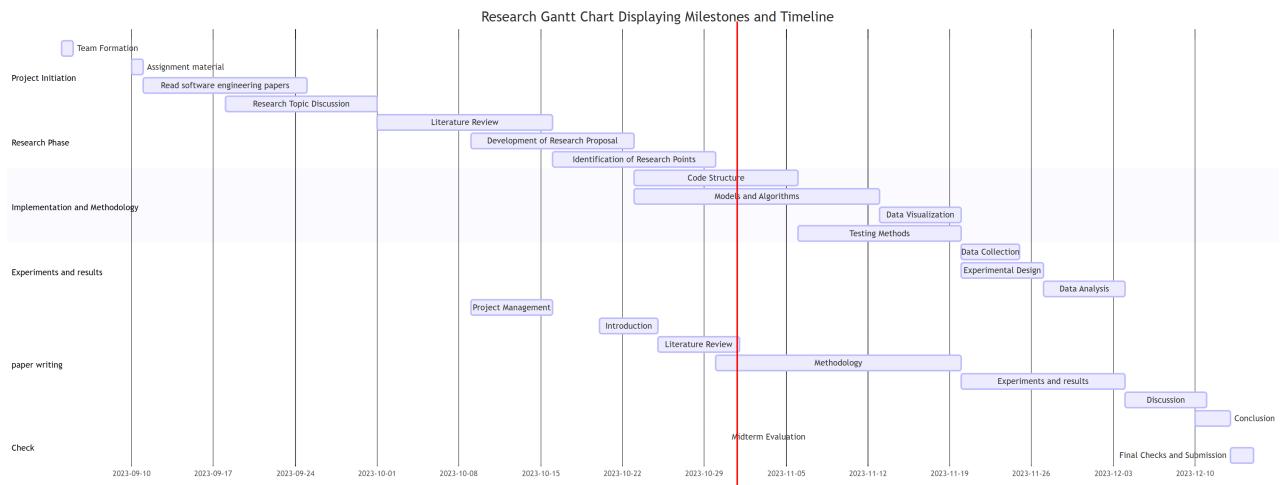 Research Gantt Chart Displaying Milestones and Timeline
Team Formation
Assignment material
Project Initiation
Read software engineering papers
Research Topic Discussion
Literature Review
Development of Research Proposal
Research Phase
Identification of Research Points
Code Structure
Models and Algorithms
Implementation and Methodology
Data Visualization
Testing Methods
Data Collection
Experiments and results
Experimental Design
Data Analysis
Project Management
Introduction
Literature Review
paper writing
Methodology
Experiments and results
Discussion
Conclusion
Midterm Evaluation
Check
Final Checks and Submission
2023-09-10 2023-09-17 2023-09-24 2023-10-01 2023-10-08 2023-10-15 2023-10-22 2023-10-29 2023-11-05 2023-11-12 2023-11-19 2023-11-26 2023-12-03 2023-12-10